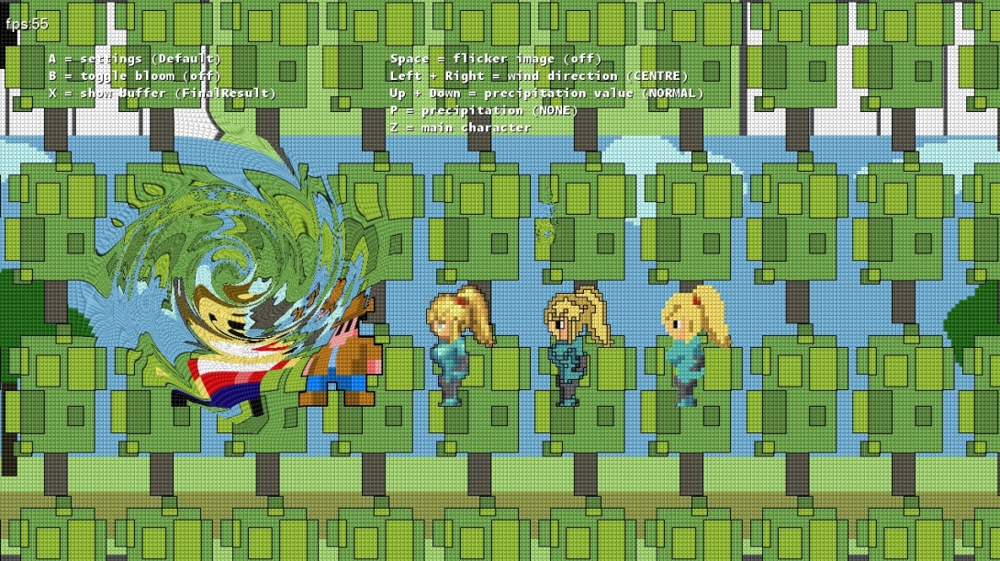 fps:55
A = settings (Default)
B = toggle bloom (off)
X = show buffer (FinalResult)
Space = flicker image (off)
Left + Right = wind direction (CENTRE)
Up + Down = precipitation value (NORMAL)
P = precipitation (NONE)
Z = main character